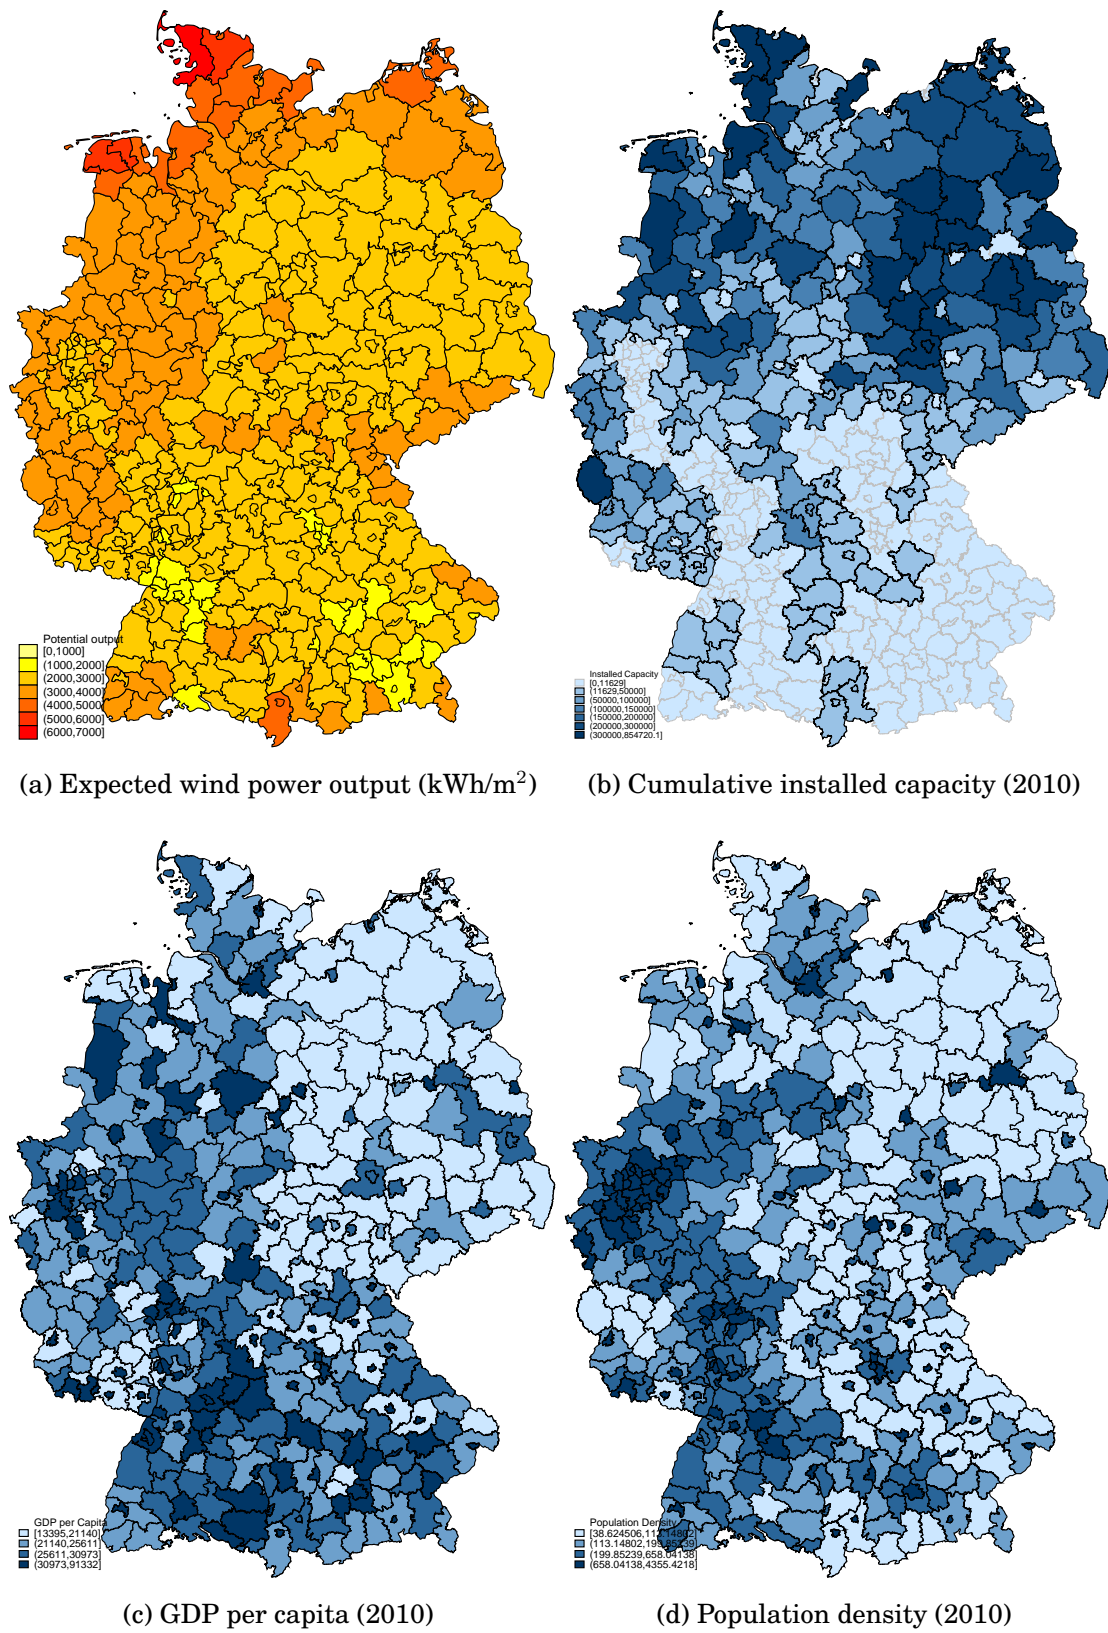 Potential output
[0,1000]
(1000,2000]
(2000,3000]
(3000,4000]
(4000,5000]
(5000,6000]
(6000,7000]
Installed Capacity
[0,11629]
(11629,50000]
(50000,100000]
(100000,150000]
(150000,200000]
(200000,300000]
(300000,854720.1]
(a) Expected wind power output (kWh/m²)
(b) Cumulative installed capacity (2010)
GDP per Capita
[13395,21140]
(21140,25611]
(25611,30973]
(30973,91332]
Population Density
[38.624506,113.14802]
(113.14802,199.85239]
(199.85239,658.04138]
(658.04138,4355.4218]
(c) GDP per capita (2010)
(d) Population density (2010)